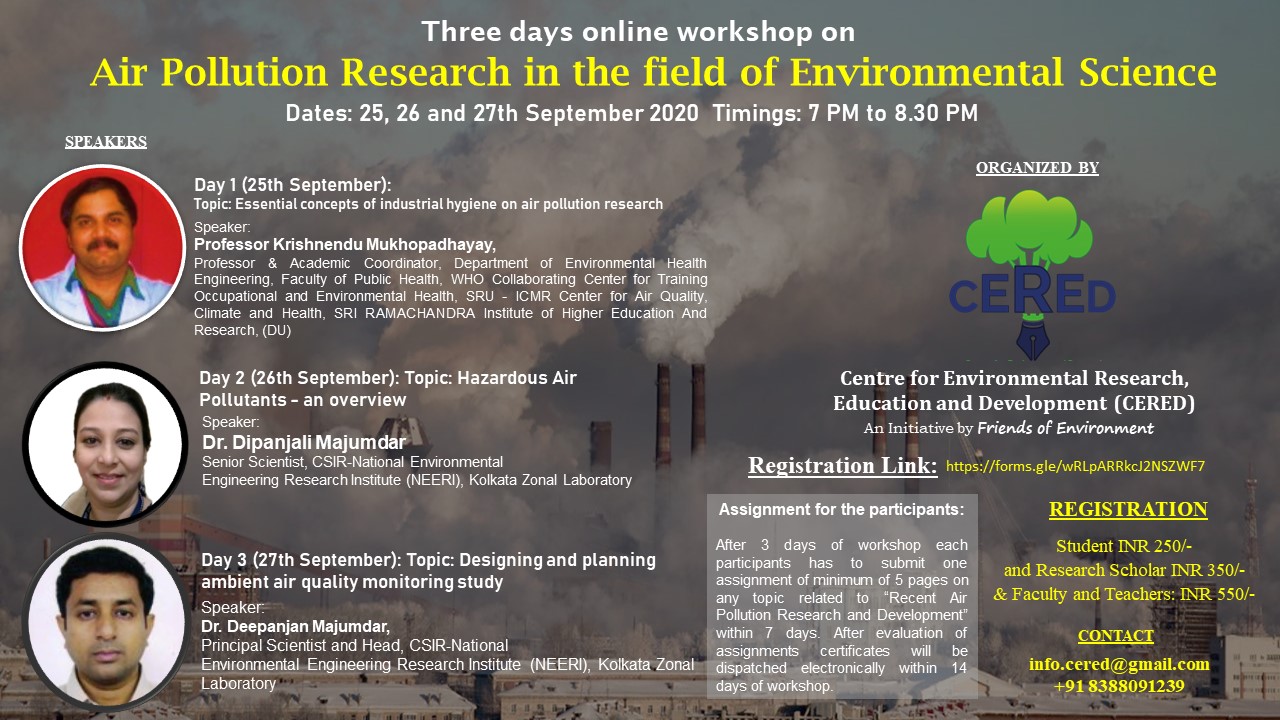 Three days online workshop on
Air Pollution Research in the field of Environmental Science
Dates: 25, 26 and 27th September 2020 Timings: 7 PM to 8.30 PM
SPEAKERS
Day 1 (25th September):
Topic: Essential concepts of industrial hygiene on air pollution research
Speaker:
Professor Krishnendu Mukhopadhayay,
Professor & Academic Coordinator, Department of Environmental Health
Engineering, Faculty of Public Health, WHO Collaborating Center for Training
Occupational and Environmental Health, SRU - ICMR Center for Air Quality,
Climate and Health, SRI RAMACHANDRA Institute of Higher Education And
Research, (DU)
Day 2 (26th September): Topic: Hazardous Air
Pollutants - an overview
Speaker:
Dr. Dipanjali Majumdar
Senior Scientist, CSIR-National Environmental
Engineering Research Institute (NEERI), Kolkata Zonal Laboratory
Day 3 (27th September): Topic: Designing and planning
ambient air quality monitoring study
Speaker:
Dr. Deepanjan Majumdar,
Principal Scientist and Head, CSIR-National
Environmental Engineering Research Institute (NEERI), Kolkata Zonal
Laboratory
ORGANIZED BY
CERED
Centre for Environmental Research,
Education and Development (CERED)
An Initiative by Friends of Environment
Registration Link: https://forms.gle/wRLpARRkcJ2NSZWF7
Assignment for the participants:
After 3 days of workshop each
participants has to submit one
assignment of minimum of 5 pages on
any topic related to “Recent Air
Pollution Research and Development”
within 7 days. After evaluation of
assignments certificates will be
dispatched electronically within 14
days of workshop.
REGISTRATION
Student INR 250/-
and Research Scholar INR 350/-
& Faculty and Teachers: INR 550/-
CONTACT
info.cered@gmail.com
+91 8388091239